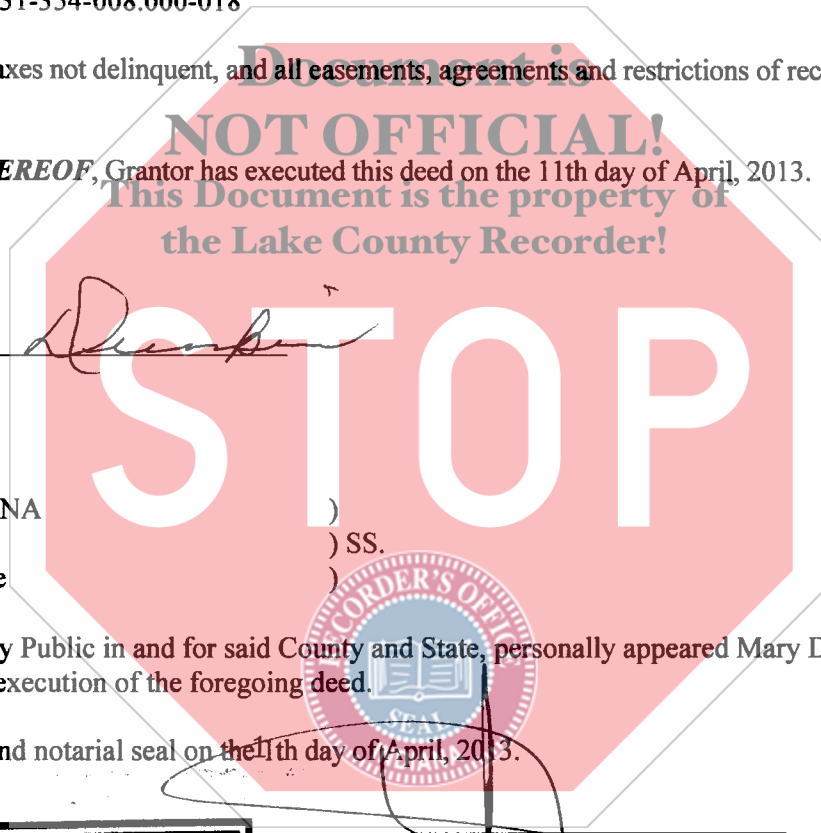 31-334-008.000-018
axes not delinquent, and all easements, agreements and restrictions of rec
Document is
NOT OFFICIAL!
EREOF, Grantor has executed this deed on the 11th day of April, 2013.
This Document is the property of
the Lake County Recorder!
STOP
NA )
) SS.
e )
RECORDER'S OFFICE
y Public in and for said County and State, personally appeared Mary D
execution of the foregoing deed.
SEAL
nd notarial seal on the 11th day of April, 2013.
INDIANA